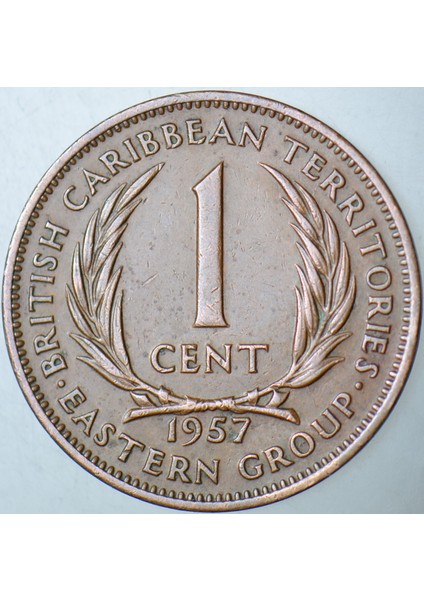 BRITISH CARIBBEAN TERRITORIES
1
CENT
1957
· EASTERN GROUP ·